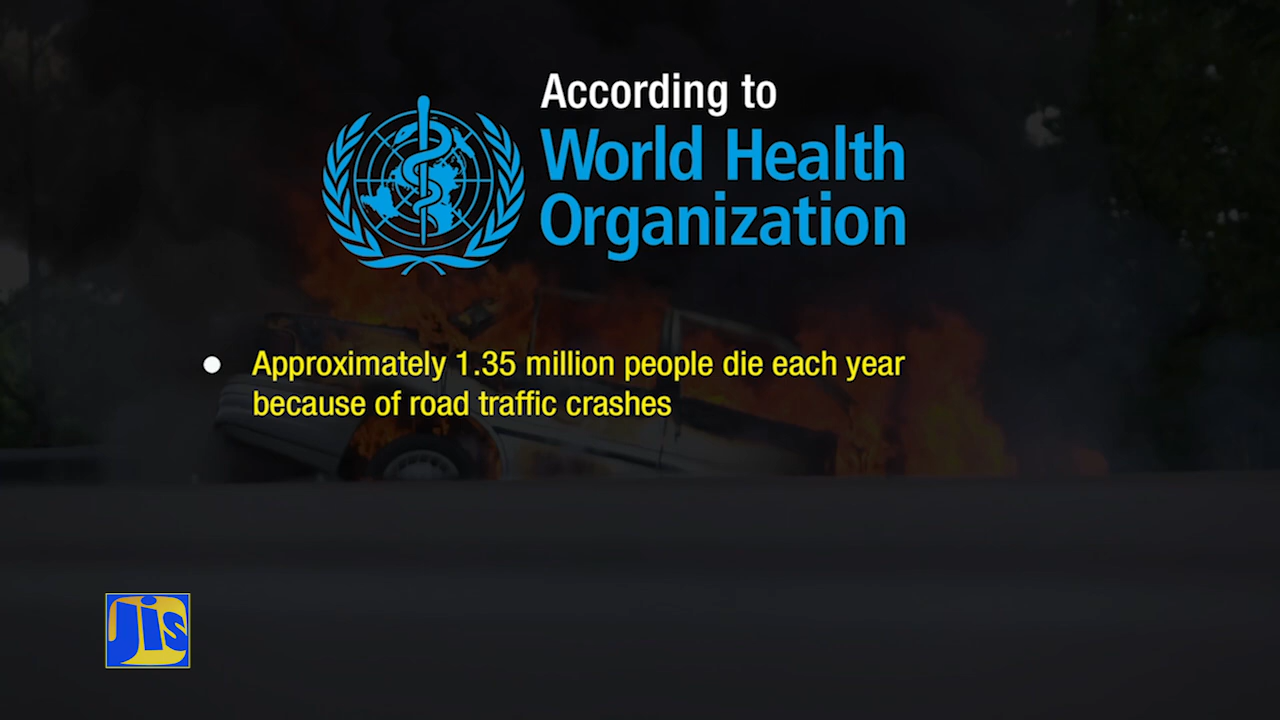 According to
World Health
Organization
Approximately 1.35 million people die each year
because of road traffic crashes
Jis